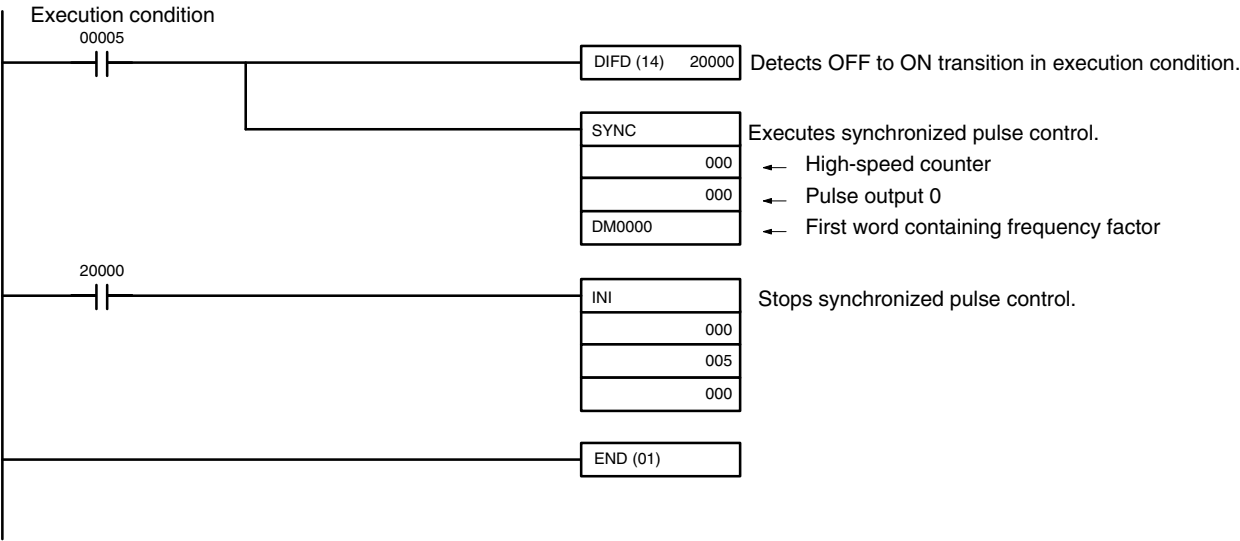 Execution condition
00005
DIFD (14) 20000 Detects OFF to ON transition in execution condition.
SYNC Executes synchronized pulse control.
000 ← High-speed counter
000 ← Pulse output 0
DM0000 ← First word containing frequency factor
20000
INI Stops synchronized pulse control.
000
005
000
END (01)